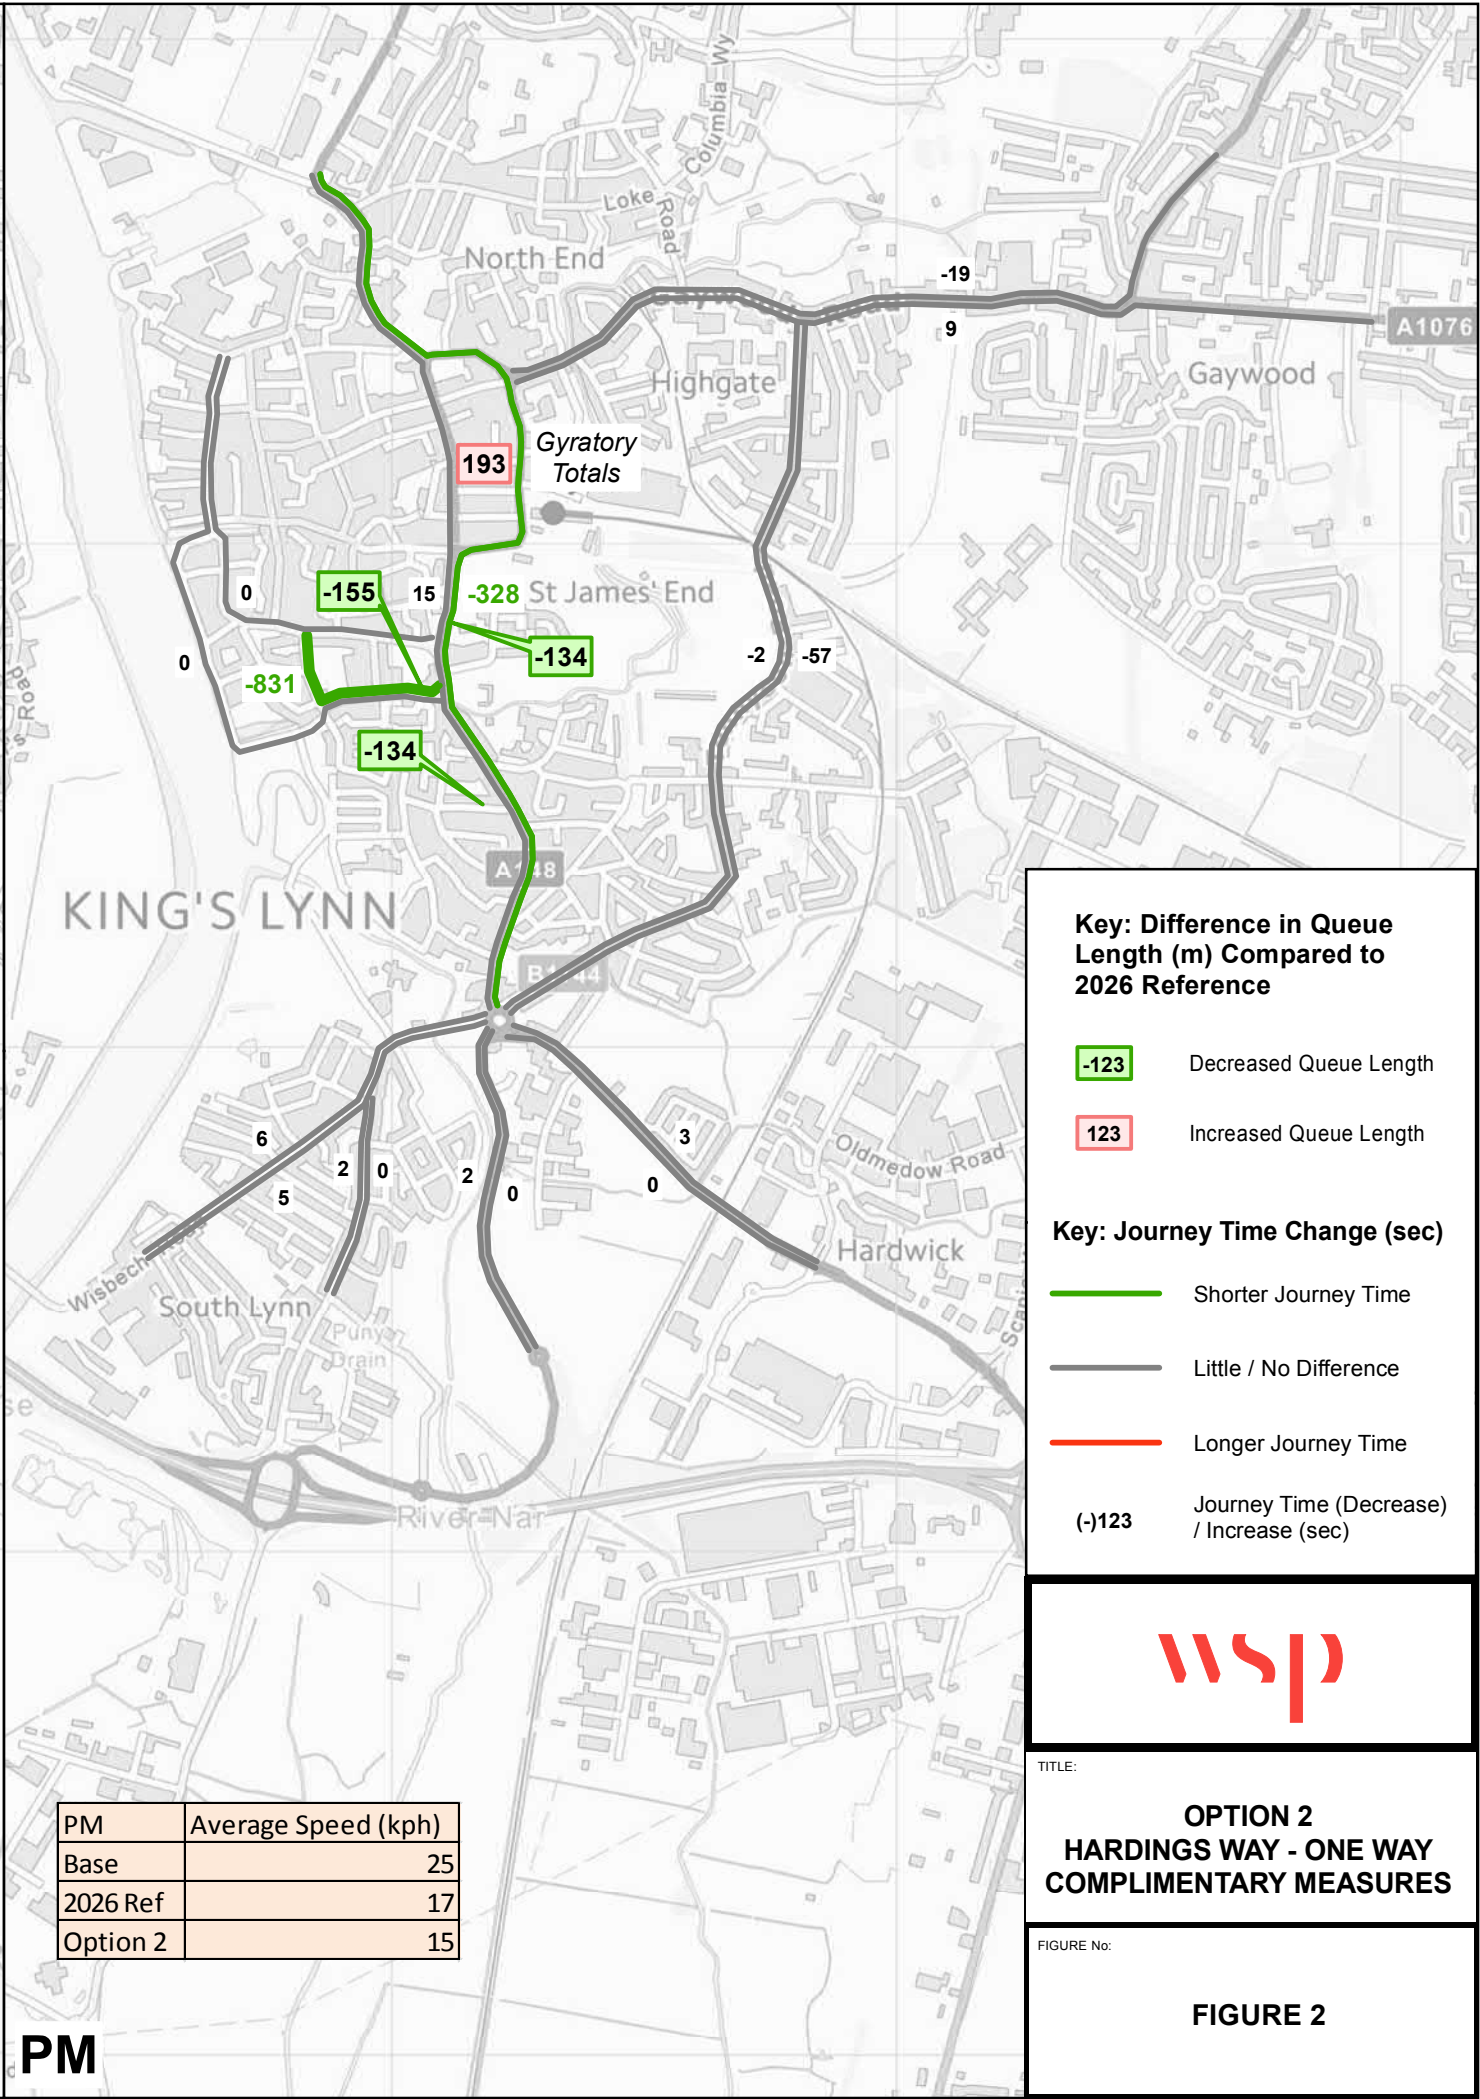 Columbia Wy
Loke Road
North End
-19
9
A1076
Highgate
Gaywood
193
Gyratory
Totals
0
-155
15
-328
St James' End
-134
0
-831
-2
-57
-134
A148
KING'S LYNN
6
5
2
0
2
0
3
0
Oldmedow Road
Hardwick
Wisbech
South Lynn
Puny
Drain
River Nar
Road
Key: Difference in Queue
Length (m) Compared to
2026 Reference
-123 Decreased Queue Length
123 Increased Queue Length
Key: Journey Time Change (sec)
Shorter Journey Time
Little / No Difference
Longer Journey Time
(-)123 Journey Time (Decrease)
/ Increase (sec)
wsp
TITLE:
OPTION 2
HARDINGS WAY - ONE WAY
COMPLIMENTARY MEASURES
FIGURE No:
FIGURE 2
PM Average Speed (kph)
Base 25
2026 Ref 17
Option 2 15
PM